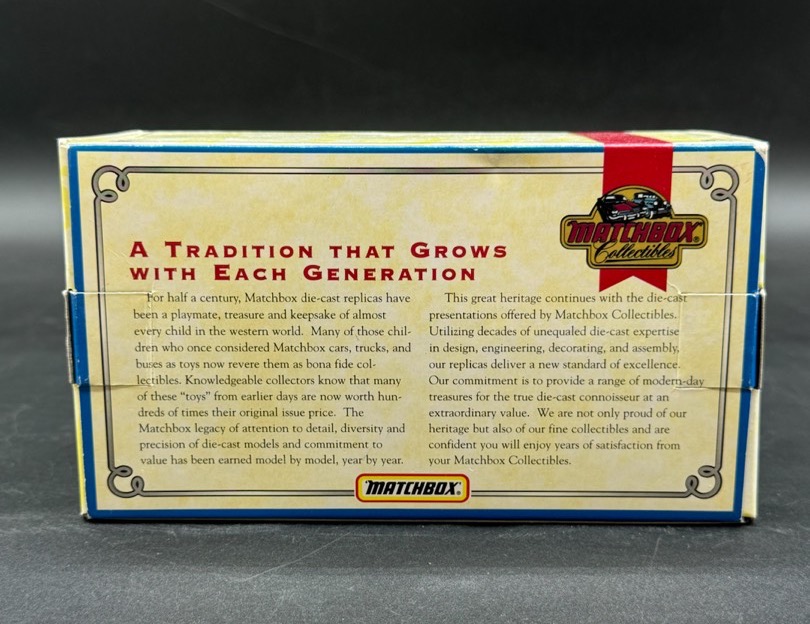 MATCHBOX®
Collectibles
A TRADITION THAT GROWS
WITH EACH GENERATION
For half a century, Matchbox die-cast replicas have
been a playmate, treasure and keepsake of almost
every child in the western world. Many of those chil-
dren who once considered Matchbox cars, trucks, and
buses as toys now revere them as bona fide col-
lectibles. Knowledgeable collectors know that many
of these “toys” from earlier days are now worth hun-
dreds of times their original issue price. The
Matchbox legacy of attention to detail, diversity and
precision of die-cast models and commitment to
value has been earned model by model, year by year.
This great heritage continues with the die-cast
presentations offered by Matchbox Collectibles.
Utilizing decades of unequaled die-cast expertise
in design, engineering, decorating, and assembly,
our replicas deliver a new standard of excellence.
Our commitment is to provide a range of modern-day
treasures for the true die-cast connoisseur at an
extraordinary value. We are not only proud of our
heritage but also of our fine collectibles and are
confident you will enjoy years of satisfaction from
your Matchbox Collectibles.
"MATCHBOX"®